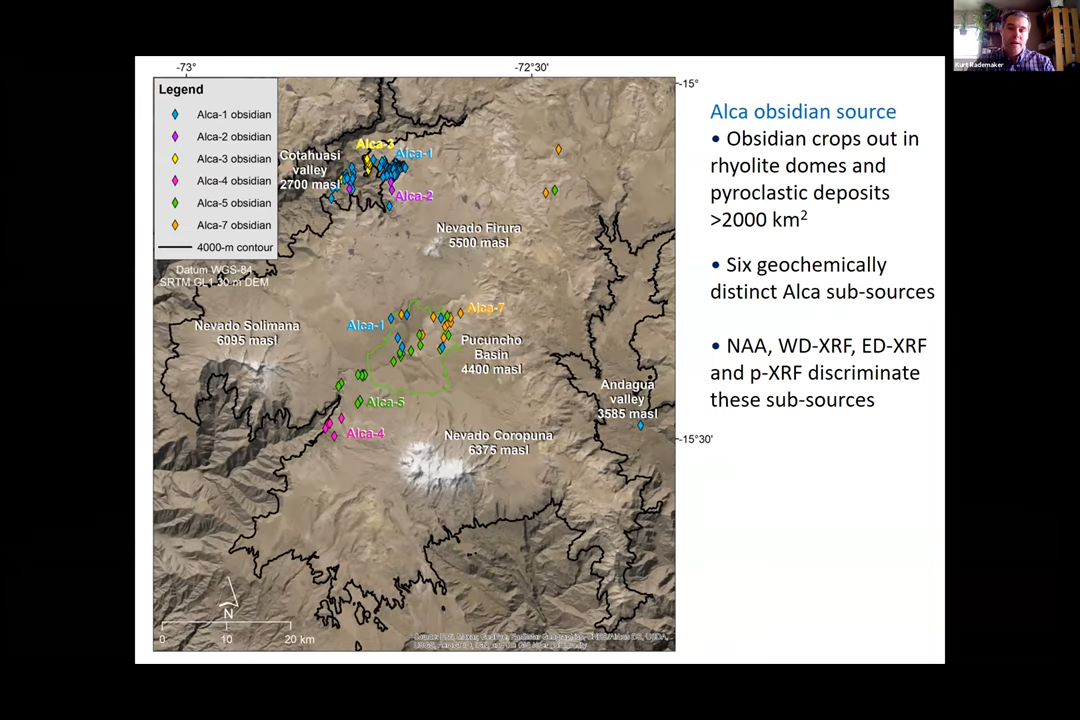 Kurt Rademaker
-73°
-72°30'
-15°
Legend
Alca-1 obsidian
Alca-2 obsidian
Alca-3 obsidian
Alca-4 obsidian
Alca-5 obsidian
Alca-7 obsidian
4000-m contour
Datum WGS-84
SRTM GL1 30 m DEM
Alca-3
Alca-1
Cotahuasi
valley
2700 masl
Alca-2
Nevado Firura
5500 masl
Alca-7
Alca-1
Nevado Solimana
6095 masl
Pucuncho
Basin
4400 masl
Andagua
valley
3585 masl
Alca-5
Alca-4
Nevado Coropuna
6375 masl
-15°30'
N
0 10 20 km
Alca obsidian source
• Obsidian crops out in
rhyolite domes and
pyroclastic deposits
>2000 km²
• Six geochemically
distinct Alca sub-sources
• NAA, WD-XRF, ED-XRF
and p-XRF discriminate
these sub-sources